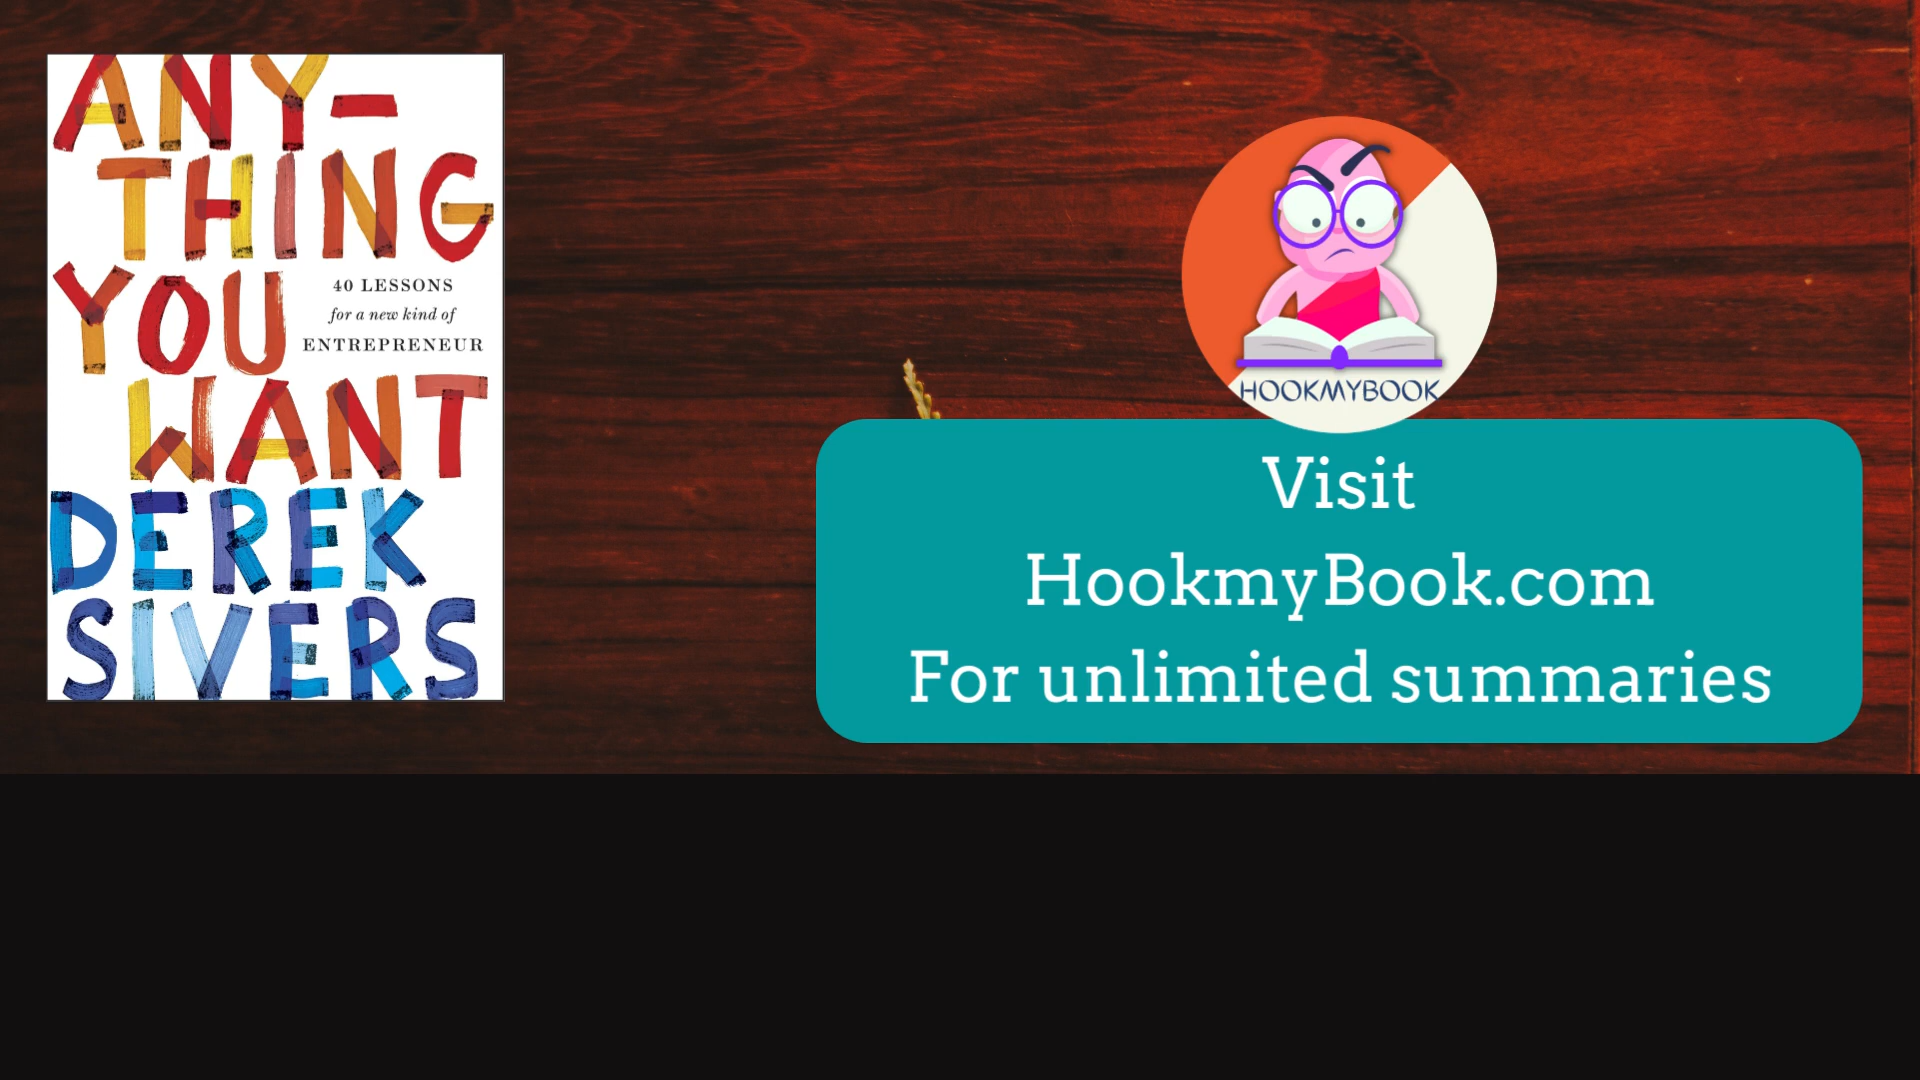 ANY-
THING
YOU
40 LESSONS
for a new kind of
ENTREPRENEUR
WANT
DEREK
SIVERS
HOOKMYBOOK
Visit
HookmyBook.com
For unlimited summaries